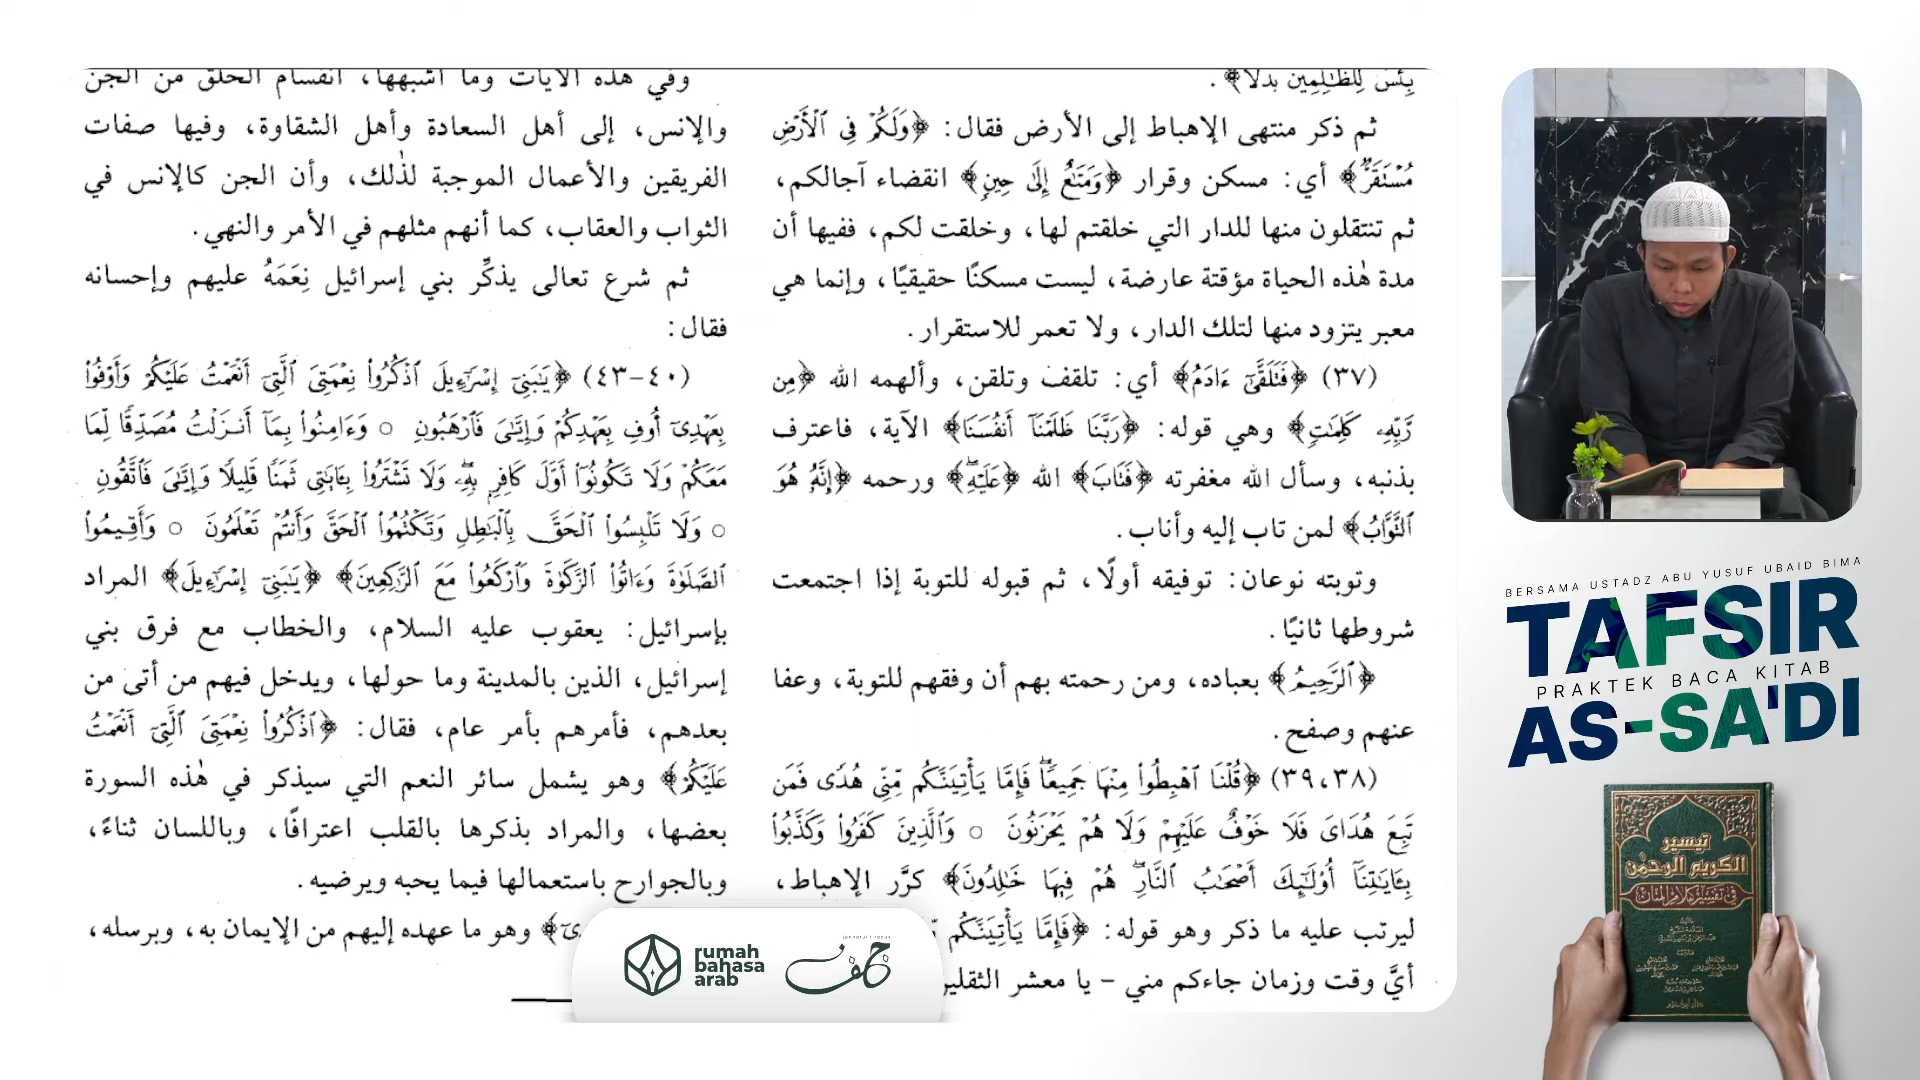 بِئْسَ لِلظَّٰلِمِينَ بَدَلًا﴾ .
ثم ذكر منتهى الإهباط إلى الأرض فقال: ﴿وَلَكُمْ فِي ٱلْأَرْضِ
مُسْتَقَرٌّ﴾ أي: مسكن وقرار ﴿وَمَتَٰعٌ إِلَىٰ حِينٍ﴾ انقضاء آجالكم،
ثم تنتقلون منها للدار التي خلقتم لها، وخلقت لكم، ففيها أن
مدة هٰذه الحياة مؤقتة عارضة، ليست مسكنًا حقيقيًا، وإنما هي
معبر يتزود منها لتلك الدار، ولا تعمر للاستقرار.
(٣٧) ﴿فَتَلَقَّىٰٓ ءَادَمُ﴾ أي: تلقف وتلقن، وألهمه الله ﴿مِن
رَّبِّهِۦ كَلِمَٰتٍ﴾ وهي قوله: ﴿رَبَّنَا ظَلَمْنَآ أَنفُسَنَا﴾ الآية، فاعترف
بذنبه، وسأل الله مغفرته ﴿فَتَابَ﴾ الله ﴿عَلَيْهِۚ﴾ ورحمه ﴿إِنَّهُۥ هُوَ
ٱلتَّوَّابُ﴾ لمن تاب إليه وأناب.
وتوبته نوعان: توفيقه أولًا، ثم قبوله للتوبة إذا اجتمعت
شروطها ثانيًا.
﴿ٱلرَّحِيمُ﴾ بعباده، ومن رحمته بهم أن وفقهم للتوبة، وعفا
عنهم وصفح.
(٣٩،٣٨) ﴿قُلْنَا ٱهْبِطُوا۟ مِنْهَا جَمِيعًاۖ فَإِمَّا يَأْتِيَنَّكُم مِّنِّى هُدًى فَمَن
تَبِعَ هُدَاىَ فَلَا خَوْفٌ عَلَيْهِمْ وَلَا هُمْ يَحْزَنُونَ ○ وَٱلَّذِينَ كَفَرُوا۟ وَكَذَّبُوا۟
بِـَٔايَٰتِنَآ أُو۟لَٰٓئِكَ أَصْحَٰبُ ٱلنَّارِۖ هُمْ فِيهَا خَٰلِدُونَ﴾ كرَّر الإهباط،
ليرتب عليه ما ذكر وهو قوله: ﴿فَإِمَّا يَأْتِيَنَّكُم
أيَّ وقت وزمان جاءكم مني – يا معشر الثقلين
وفي هذه الآيات وما أشبهها، انقسام الخلق من الجن
والإنس، إلى أهل السعادة وأهل الشقاوة، وفيها صفات
الفريقين والأعمال الموجبة لذٰلك، وأن الجن كالإنس في
الثواب والعقاب، كما أنهم مثلهم في الأمر والنهي.
ثم شرع تعالى يذكِّر بني إسرائيل نِعَمَهُ عليهم وإحسانه
فقال:
(٤٠-٤٣) ﴿يَٰبَنِىٓ إِسْرَٰٓءِيلَ ٱذْكُرُوا۟ نِعْمَتِىَ ٱلَّتِىٓ أَنْعَمْتُ عَلَيْكُمْ وَأَوْفُوا۟
بِعَهْدِىٓ أُوفِ بِعَهْدِكُمْ وَإِيَّٰىَ فَٱرْهَبُونِ ○ وَءَامِنُوا۟ بِمَآ أَنزَلْتُ مُصَدِّقًا لِّمَا
مَعَكُمْ وَلَا تَكُونُوٓا۟ أَوَّلَ كَافِرٍۭ بِهِۦۖ وَلَا تَشْتَرُوا۟ بِـَٔايَٰتِى ثَمَنًا قَلِيلًا وَإِيَّٰىَ فَٱتَّقُونِ
○ وَلَا تَلْبِسُوا۟ ٱلْحَقَّ بِٱلْبَٰطِلِ وَتَكْتُمُوا۟ ٱلْحَقَّ وَأَنتُمْ تَعْلَمُونَ ○ وَأَقِيمُوا۟
ٱلصَّلَوٰةَ وَءَاتُوا۟ ٱلزَّكَوٰةَ وَٱرْكَعُوا۟ مَعَ ٱلرَّٰكِعِينَ﴾ ﴿يَٰبَنِىٓ إِسْرَٰٓءِيلَ﴾ المراد
بإسرائيل: يعقوب عليه السلام، والخطاب مع فرق بني
إسرائيل، الذين بالمدينة وما حولها، ويدخل فيهم من أتى من
بعدهم، فأمرهم بأمر عام، فقال: ﴿ٱذْكُرُوا۟ نِعْمَتِىَ ٱلَّتِىٓ أَنْعَمْتُ
عَلَيْكُمْ﴾ وهو يشمل سائر النعم التي سيذكر في هٰذه السورة
بعضها، والمراد بذكرها بالقلب اعترافًا، وباللسان ثناءً،
وبالجوارح باستعمالها فيما يحبه ويرضيه.
وهو ما عهده إليهم من الإيمان به، وبرسله،
rumah
bahasa
arab
BERSAMA USTADZ ABU YUSUF UBAID BIMA
TAFSIR
PRAKTEK BACA KITAB
AS-SA'DI
تيسير
الكريم الرحمن
في تفسير كلام المنان